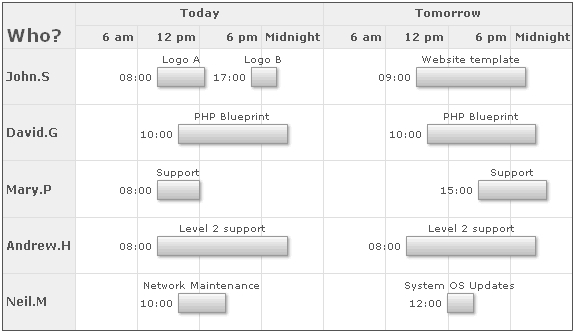 Today Tomorrow
Who? 6 am 12 pm 6 pm Midnight 6 am 12 pm 6 pm Midnight
Logo A Logo B Website template
John.S 08:00 17:00 09:00
PHP Blueprint PHP Blueprint
David.G 10:00 10:00
Support Support
Mary.P 08:00 15:00
Level 2 support Level 2 support
Andrew.H 08:00 08:00
Network Maintenance System OS Updates
Neil.M 10:00 12:00